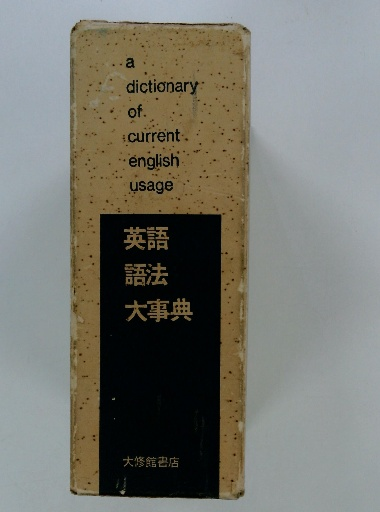 a
dictionary
of
current
english
usage
英語
語法
大事典
大修館書店